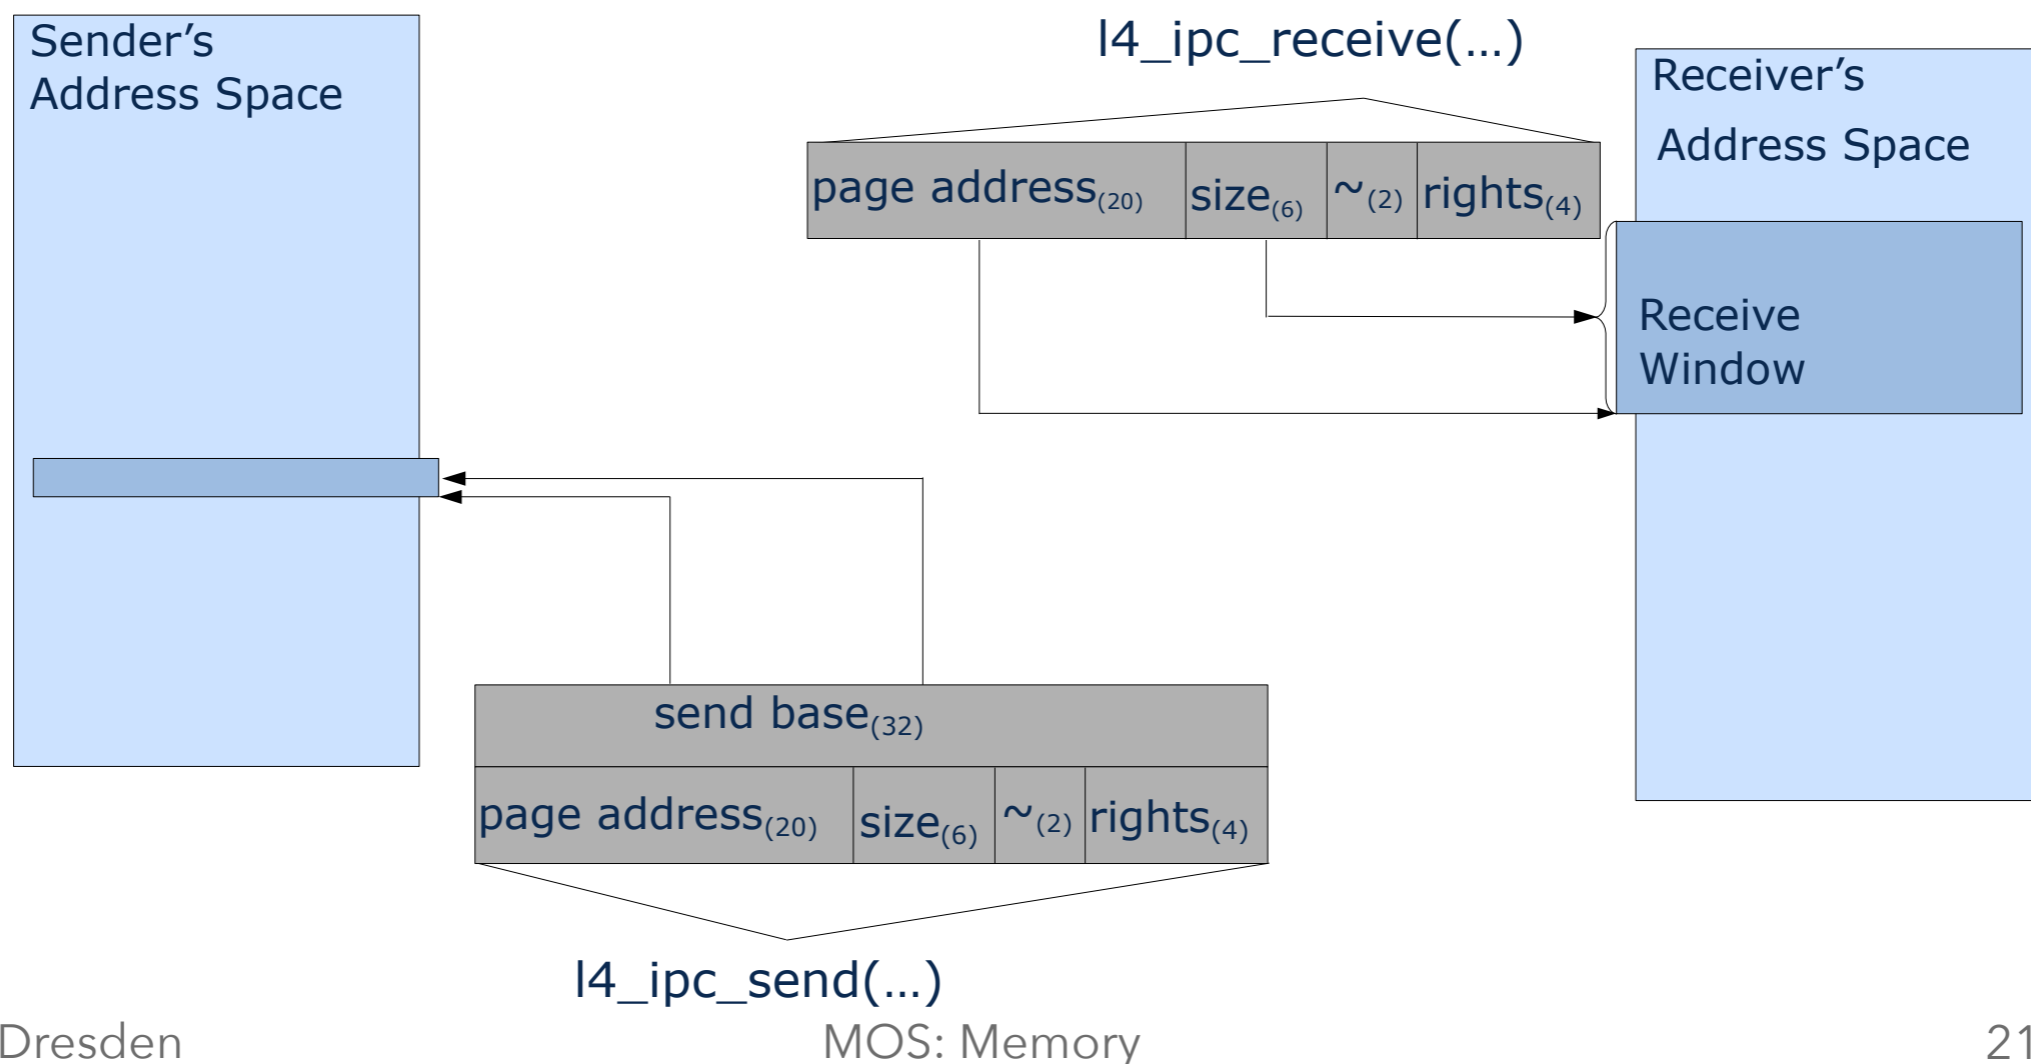 Sender’s
Address Space
l4_ipc_receive(…)
Receiver’s
Address Space
page address(20) size(6) ~(2) rights(4)
Receive
Window
send base(32)
page address(20) size(6) ~(2) rights(4)
l4_ipc_send(…)
Dresden MOS: Memory 21